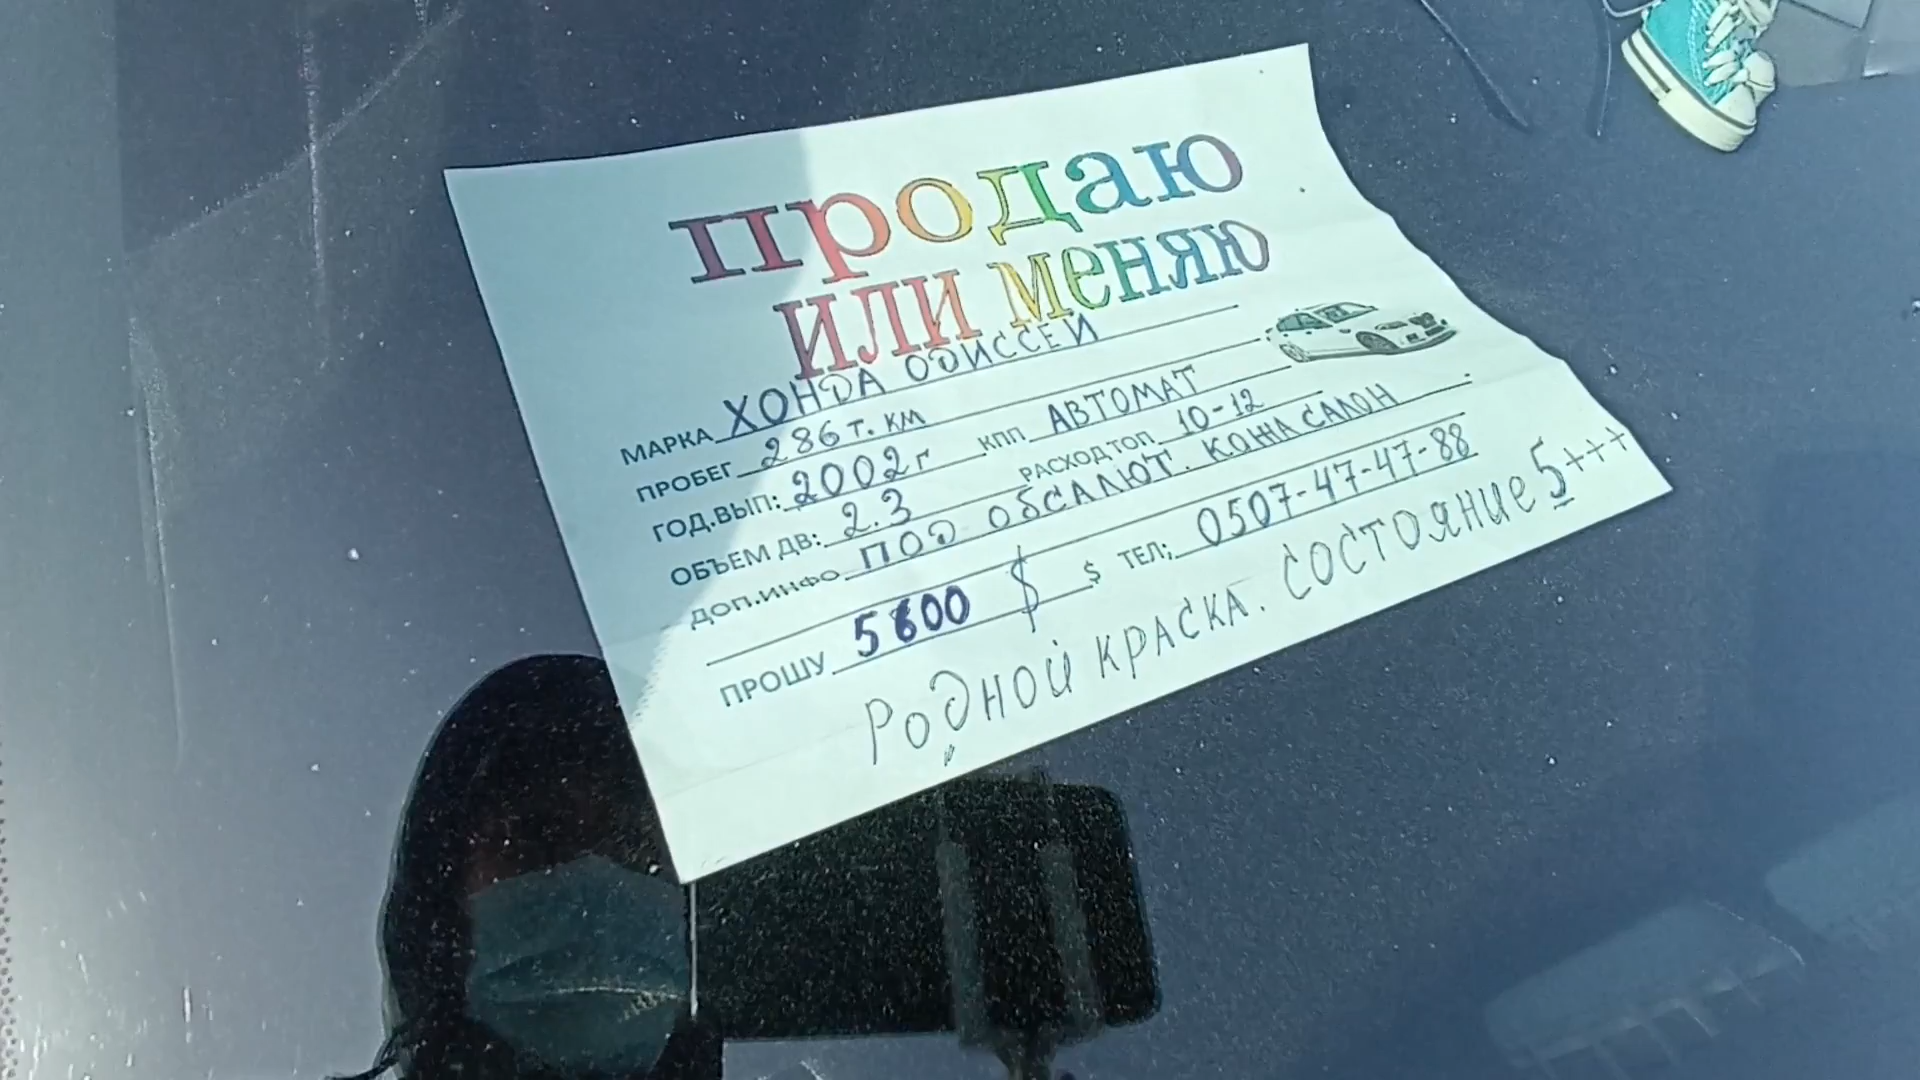 продаю
или меняю
МАРКА ХОНДА ОДИССЕЙ
ПРОБЕГ 286 т. км КПП АВТОМАТ
ГОД.ВЫП: 2002 г РАСХОД ТОП. 10-12
ОБЪЕМ ДВ: 2.3
ДОП.ИНФО ПОД ОБСАЛЮТ. КОЖА САЛОН
ПРОШУ 5600 $ $ ТЕЛ; 0507-47-47-88
РОДНОЙ КРАСКА. СОСТОЯНИЕ 5+++